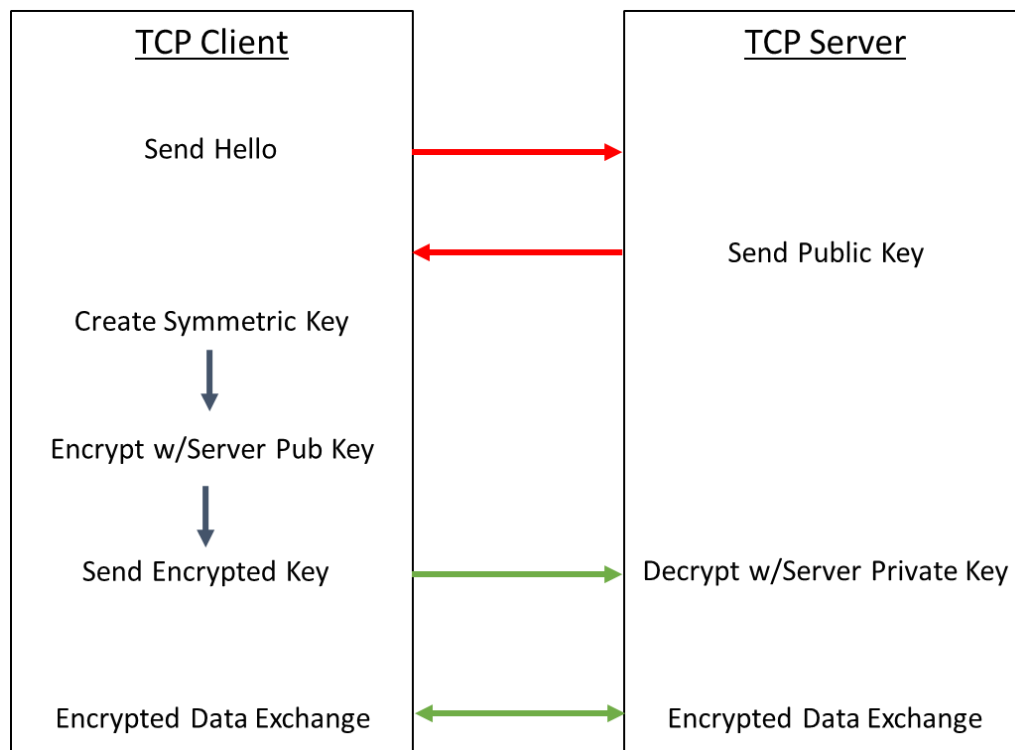 TCP Client
TCP Server
Send Hello
Send Public Key
Create Symmetric Key
Encrypt w/Server Pub Key
Send Encrypted Key
Decrypt w/Server Private Key
Encrypted Data Exchange
Encrypted Data Exchange